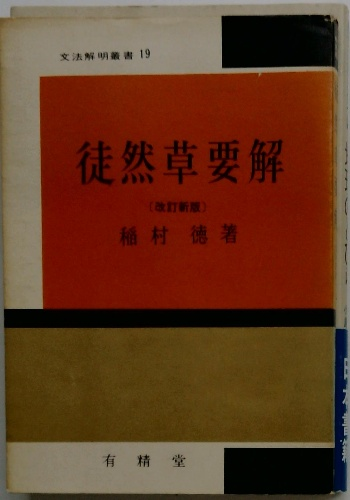 文法解明叢書 19
徒然草要解
(改訂新版)
稲村 徳 著
有精堂